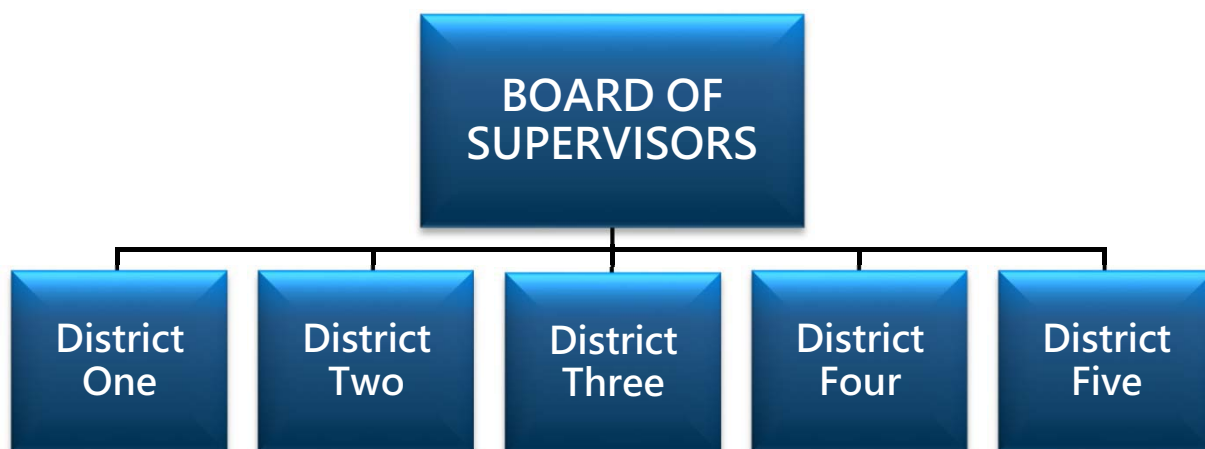 BOARD OF
SUPERVISORS
District
One
District
Two
District
Three
District
Four
District
Five